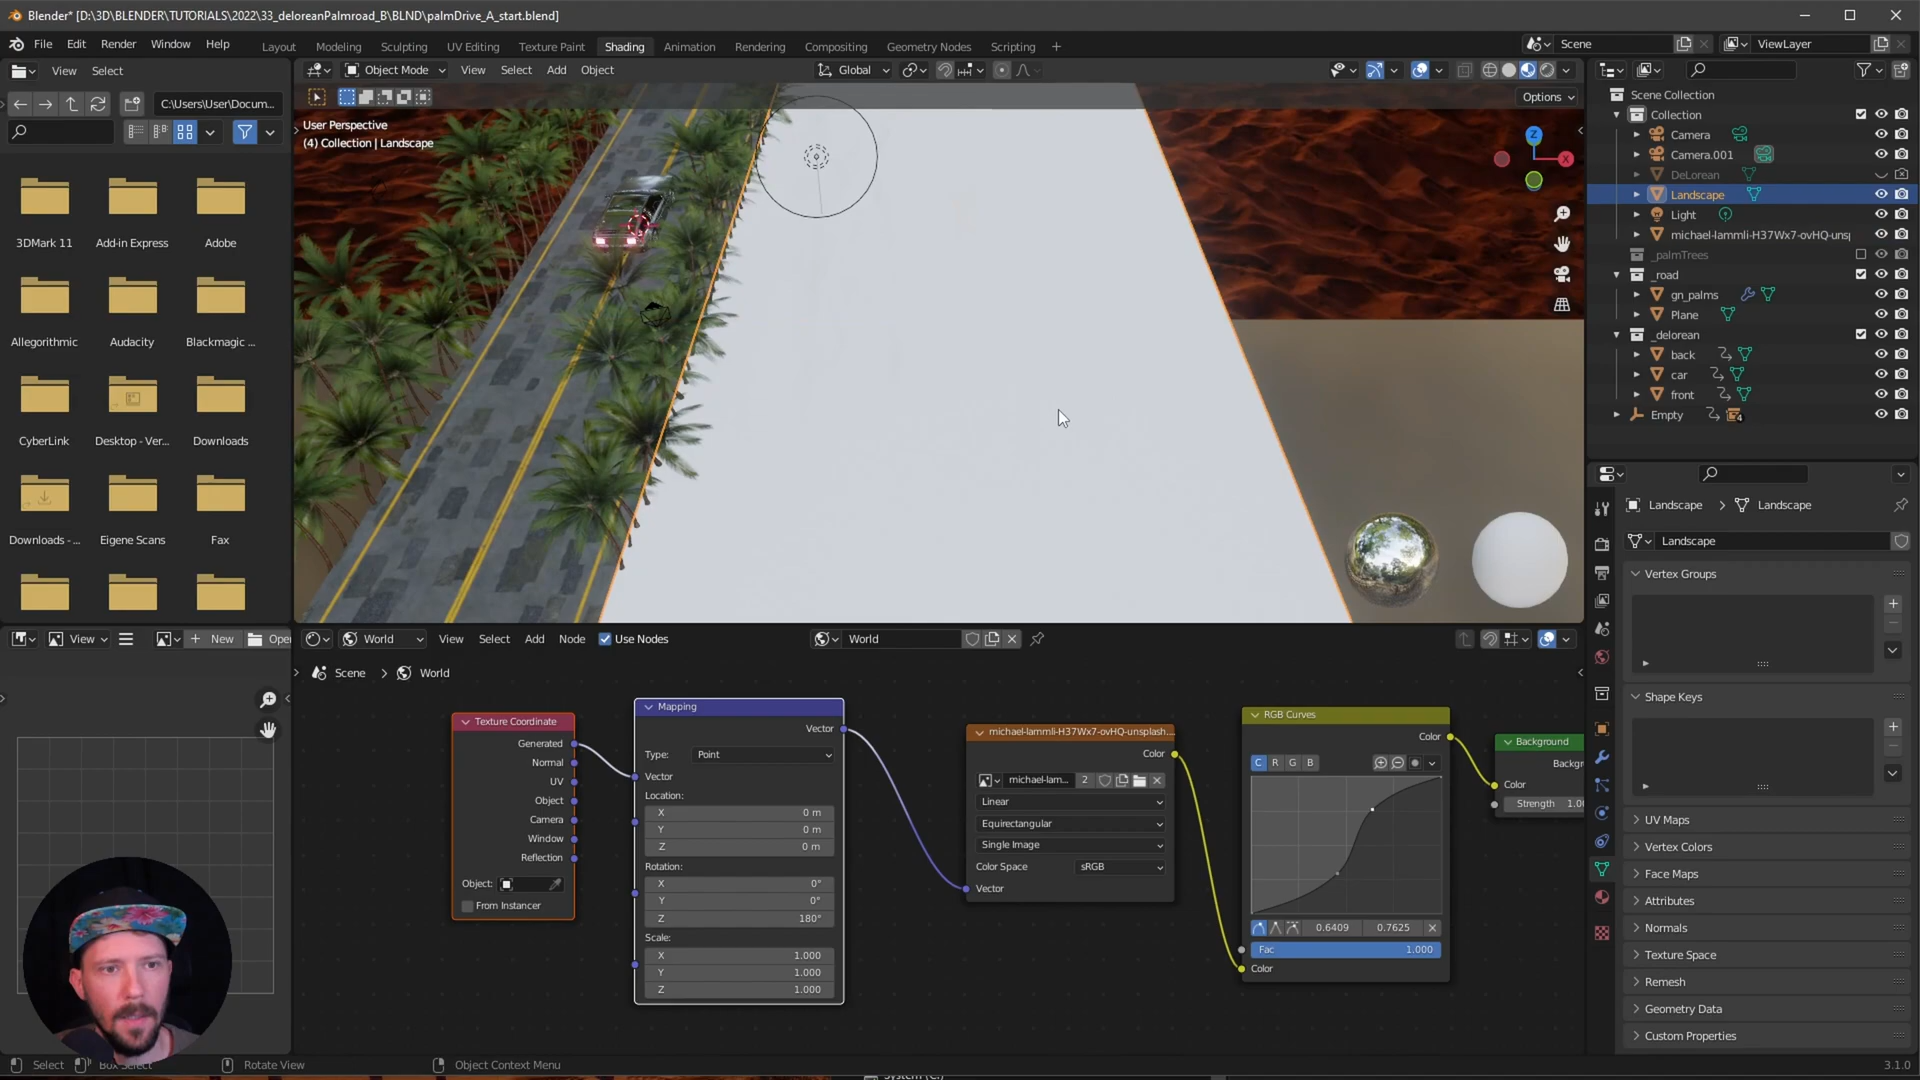 Blender* [D:\3D\BLENDER\TUTORIALS\2022\33_deloreanPalmroad_B\BLND\palmDrive_A_start.blend]
File Edit Render Window Help
Layout Modeling Sculpting UV Editing Texture Paint Shading Animation Rendering Compositing Geometry Nodes Scripting +
Scene
ViewLayer
View Select
Object Mode View Select Add Object
Global
C:\Users\User\Docum...
Options
User Perspective
(4) Collection | Landscape
Z
X
3DMark 11 Add-in Express Adobe
Allegorithmic Audacity Blackmagic ...
CyberLink Desktop - Ver... Downloads
Downloads - ... Eigene Scans Fax
Scene Collection
Collection
Camera
Camera.001
DeLorean
Landscape
Light
michael-lammli-H37Wx7-ovHQ-uns
_palmTrees
_road
gn_palms
Plane
_delorean
back
car
front
Empty
4
Landscape > Landscape
Landscape
Vertex Groups
Shape Keys
UV Maps
Vertex Colors
Face Maps
Attributes
Normals
Texture Space
Remesh
Geometry Data
Custom Properties
View
+ New
Open
World View Select Add Node Use Nodes
World
Scene > World
Texture Coordinate
Generated
Normal
UV
Object
Camera
Window
Reflection
Object:
From Instancer
Mapping
Vector
Type: Point
Vector
Location:
X 0 m
Y 0 m
Z 0 m
Rotation:
X 0°
Y 0°
Z 180°
Scale:
X 1.000
Y 1.000
Z 1.000
michael-lammli-H37Wx7-ovHQ-unsplash...
Color
michael-lam... 2
Linear
Equirectangular
Single Image
Color Space sRGB
Vector
RGB Curves
Color
C R G B
0.6409 0.7625
Fac 1.000
Color
Background
Backgr
Color
Strength 1.00
Select
Box Select
Rotate View
Object Context Menu
3.1.0